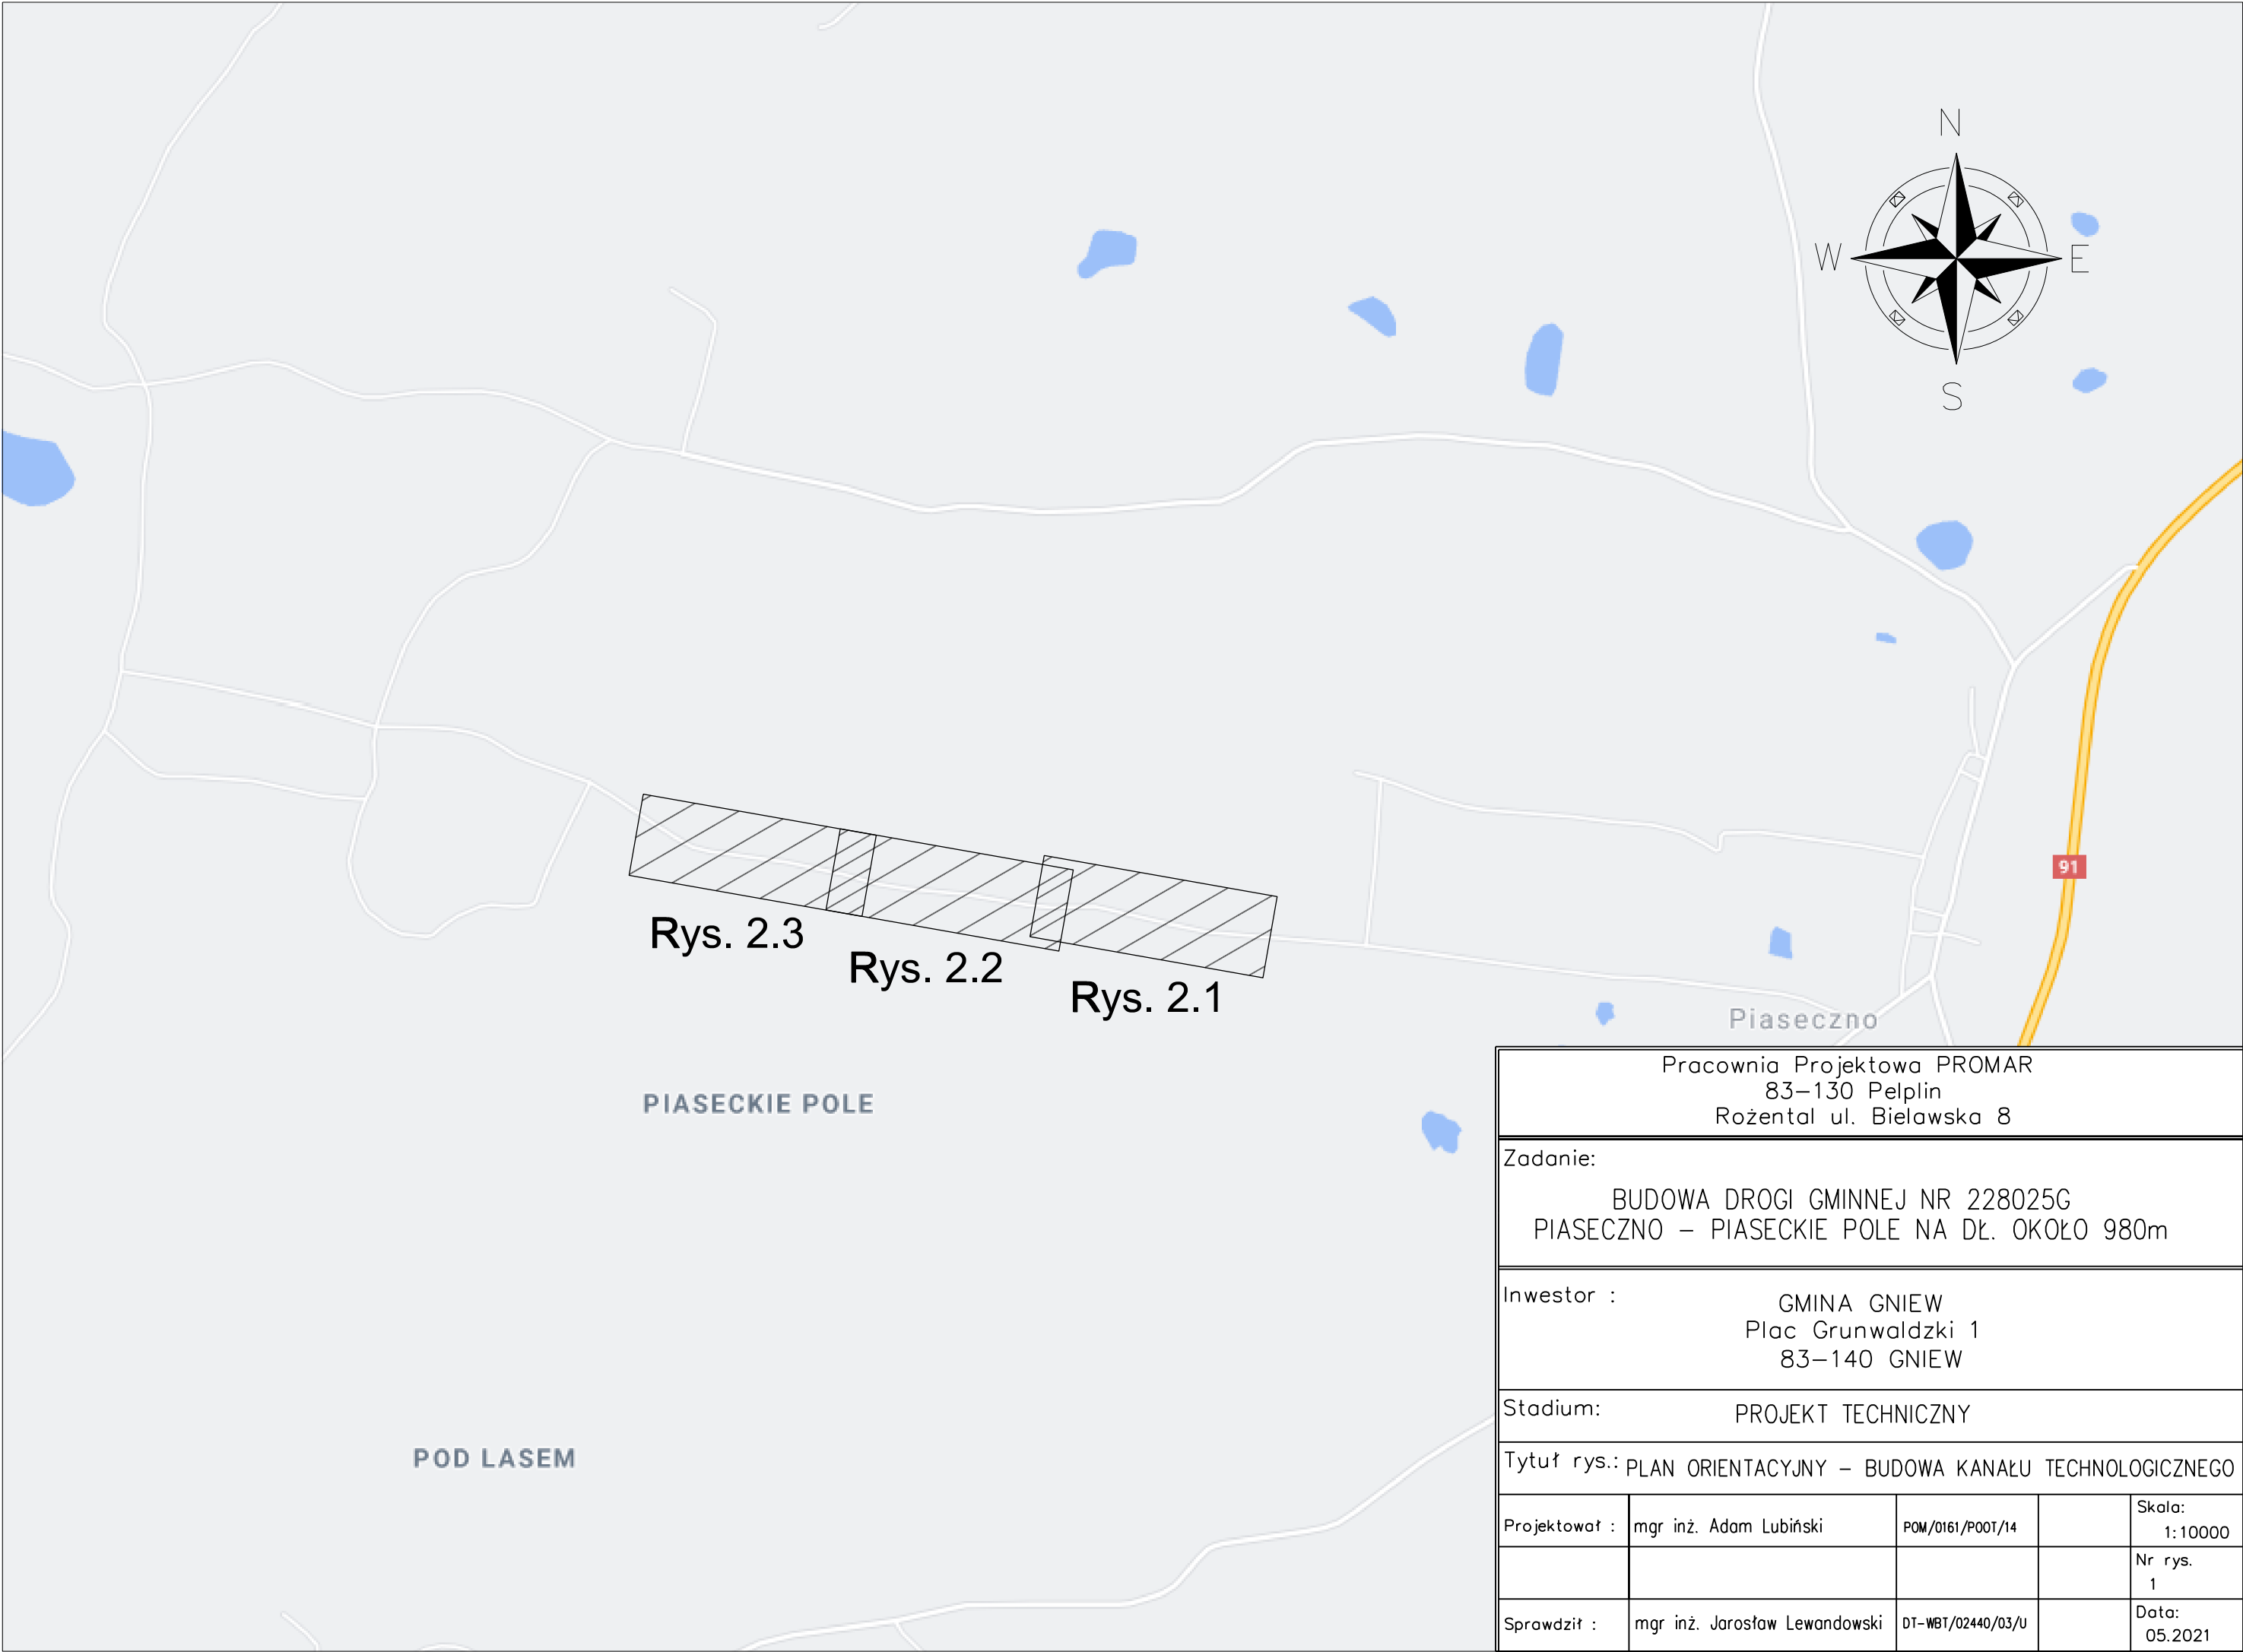 N
W
E
S
91
Rys. 2.3
Rys. 2.2
Rys. 2.1
Piaseczno
PIASECKIE POLE
POD LASEM
Pracownia Projektowa PROMAR
83-130 Pelplin
Rożental ul. Bielawska 8
Zadanie:
BUDOWA DROGI GMINNEJ NR 228025G
PIASECZNO - PIASECKIE POLE NA DŁ. OKOŁO 980m
Inwestor :
GMINA GNIEW
Plac Grunwaldzki 1
83-140 GNIEW
Stadium: PROJEKT TECHNICZNY
Tytuł rys.: PLAN ORIENTACYJNY - BUDOWA KANAŁU TECHNOLOGICZNEGO
Projektował : mgr inż. Adam Lubiński POM/0161/POOT/14
Skala:
1:10000
Nr rys.
1
Sprawdził : mgr inż. Jarosław Lewandowski DT-WBT/02440/03/U
Data:
05.2021